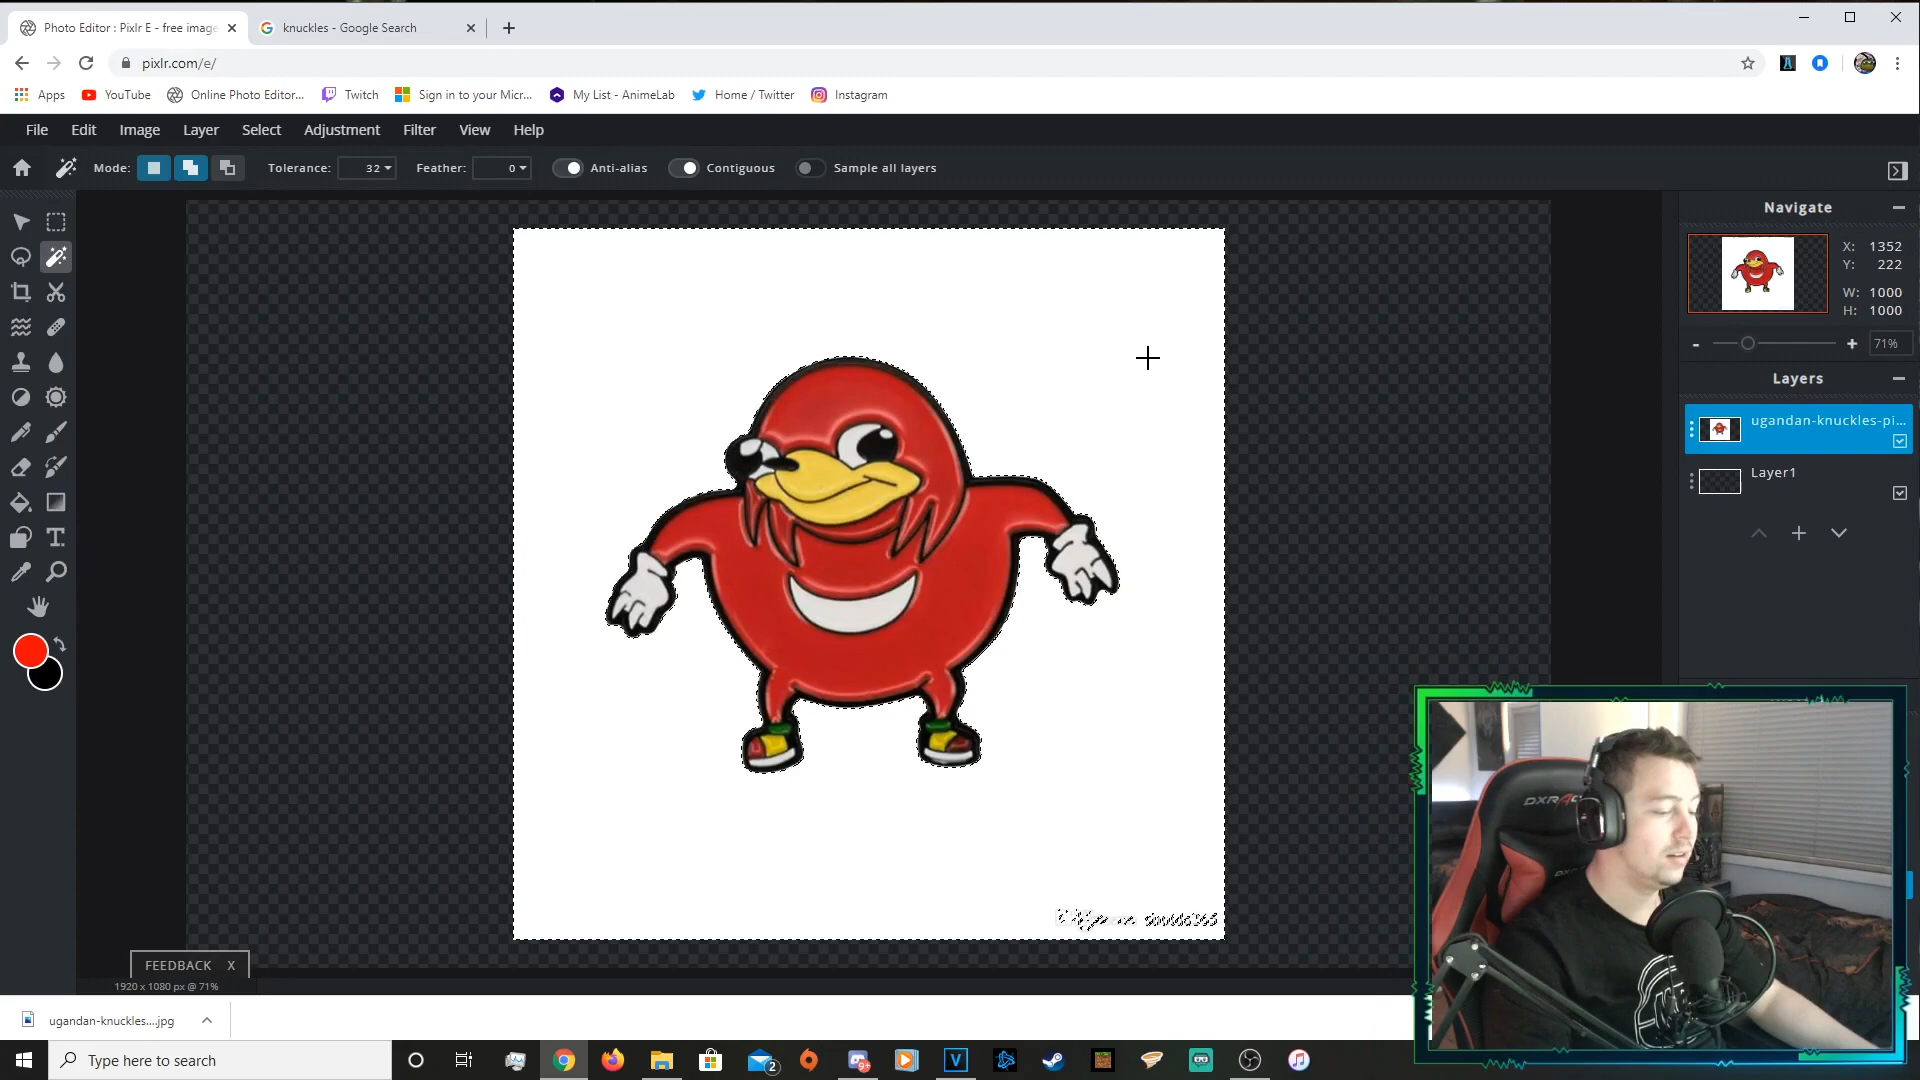 Photo Editor : Pixlr E - free image
knuckles - Google Search
pixlr.com/e/
Apps
YouTube
Online Photo Editor...
Twitch
Sign in to your Micr...
My List - AnimeLab
Home / Twitter
Instagram
File Edit Image Layer Select Adjustment Filter View Help
Mode: Tolerance: 32 Feather: 0 Anti-alias Contiguous Sample all layers
Navigate
X: 1352
Y: 222
W: 1000
H: 1000
71%
Layers
ugandan-knuckles-pi...
Layer1
FEEDBACK X
1920 x 1080 px @ 71%
ugandan-knuckles....jpg
Type here to search